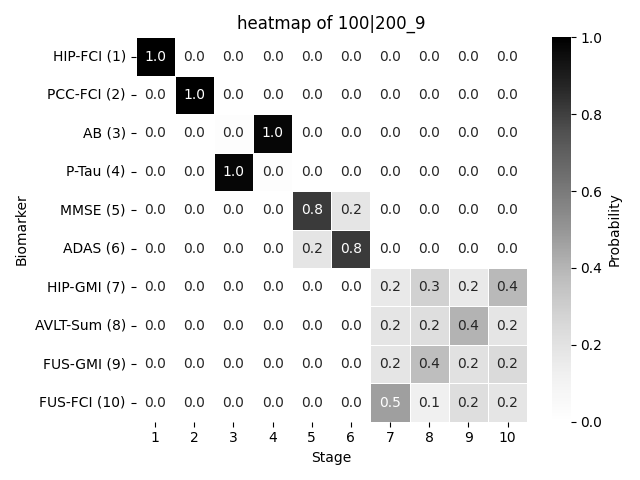 heatmap of 100|200_9
HIP-FCI (1) 1.0 0.0 0.0 0.0 0.0 0.0 0.0 0.0 0.0 0.0
PCC-FCI (2) 0.0 1.0 0.0 0.0 0.0 0.0 0.0 0.0 0.0 0.0
AB (3) 0.0 0.0 0.0 1.0 0.0 0.0 0.0 0.0 0.0 0.0
P-Tau (4) 0.0 0.0 1.0 0.0 0.0 0.0 0.0 0.0 0.0 0.0
MMSE (5) 0.0 0.0 0.0 0.0 0.8 0.2 0.0 0.0 0.0 0.0
ADAS (6) 0.0 0.0 0.0 0.0 0.2 0.8 0.0 0.0 0.0 0.0
HIP-GMI (7) 0.0 0.0 0.0 0.0 0.0 0.0 0.2 0.3 0.2 0.4
AVLT-Sum (8) 0.0 0.0 0.0 0.0 0.0 0.0 0.2 0.2 0.4 0.2
FUS-GMI (9) 0.0 0.0 0.0 0.0 0.0 0.0 0.2 0.4 0.2 0.2
FUS-FCI (10) 0.0 0.0 0.0 0.0 0.0 0.0 0.5 0.1 0.2 0.2
1 2 3 4 5 6 7 8 9 10
Stage
Biomarker
1.0
0.8
0.6
0.4
0.2
0.0
Probability